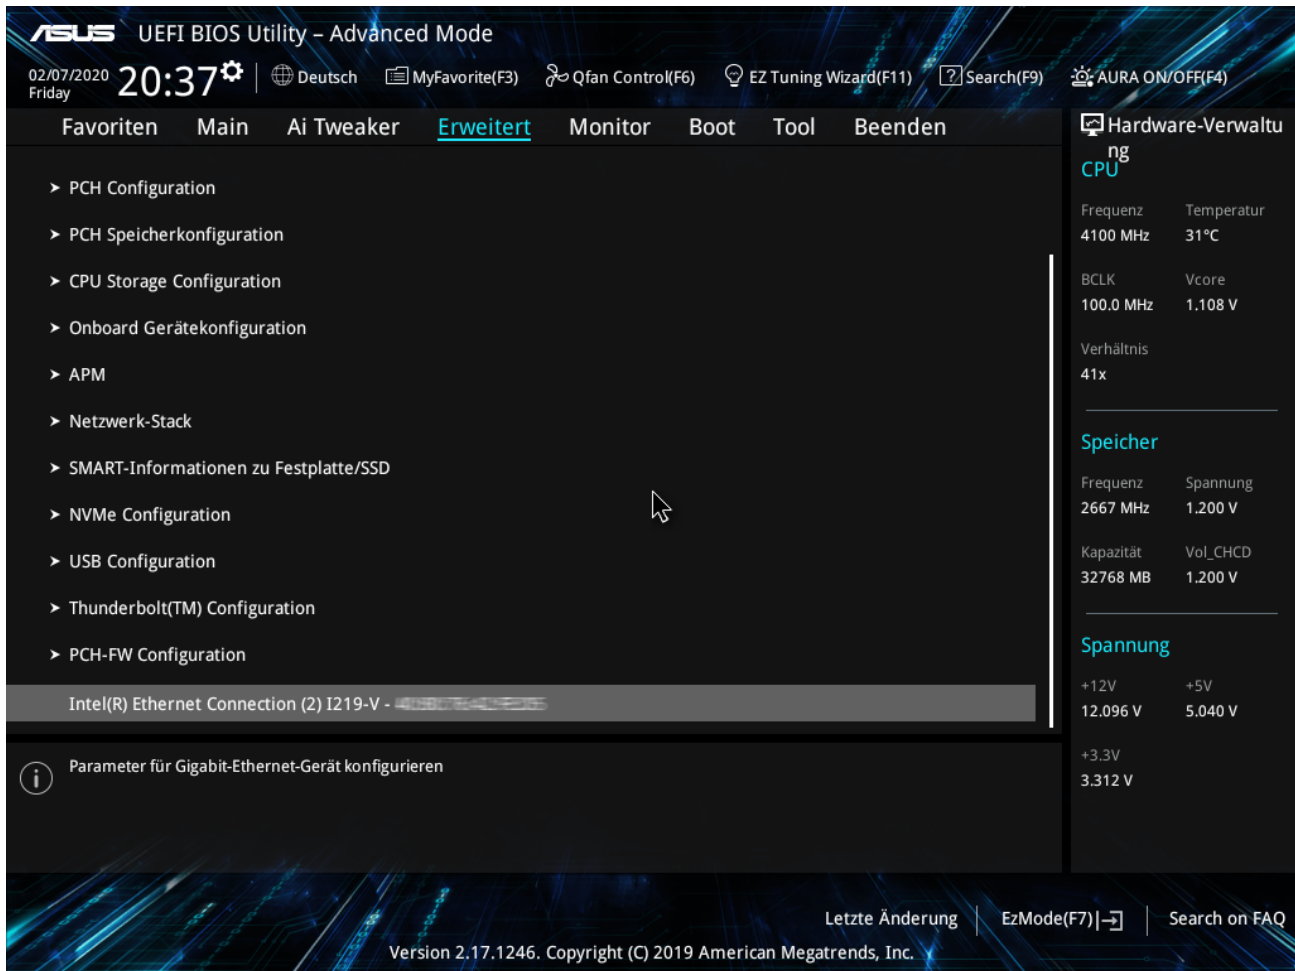 ASUS UEFI BIOS Utility – Advanced Mode
02/07/2020 20:37
Friday
Deutsch MyFavorite(F3) Qfan Control(F6) EZ Tuning Wizard(F11) ? Search(F9) AURA ON/OFF(F4)
Favoriten Main Ai Tweaker Erweitert Monitor Boot Tool Beenden
PCH Configuration
PCH Speicherkonfiguration
CPU Storage Configuration
Onboard Gerätekonfiguration
APM
Netzwerk-Stack
SMART-Informationen zu Festplatte/SSD
NVMe Configuration
USB Configuration
Thunderbolt(TM) Configuration
PCH-FW Configuration
Intel(R) Ethernet Connection (2) I219-V -
i Parameter für Gigabit-Ethernet-Gerät konfigurieren
Hardware-Verwaltu
ng
CPU
Frequenz Temperatur
4100 MHz 31°C
BCLK Vcore
100.0 MHz 1.108 V
Verhältnis
41x
Speicher
Frequenz Spannung
2667 MHz 1.200 V
Kapazität Vol_CHCD
32768 MB 1.200 V
Spannung
+12V +5V
12.096 V 5.040 V
+3.3V
3.312 V
Letzte Änderung EzMode(F7) Search on FAQ
Version 2.17.1246. Copyright (C) 2019 American Megatrends, Inc.